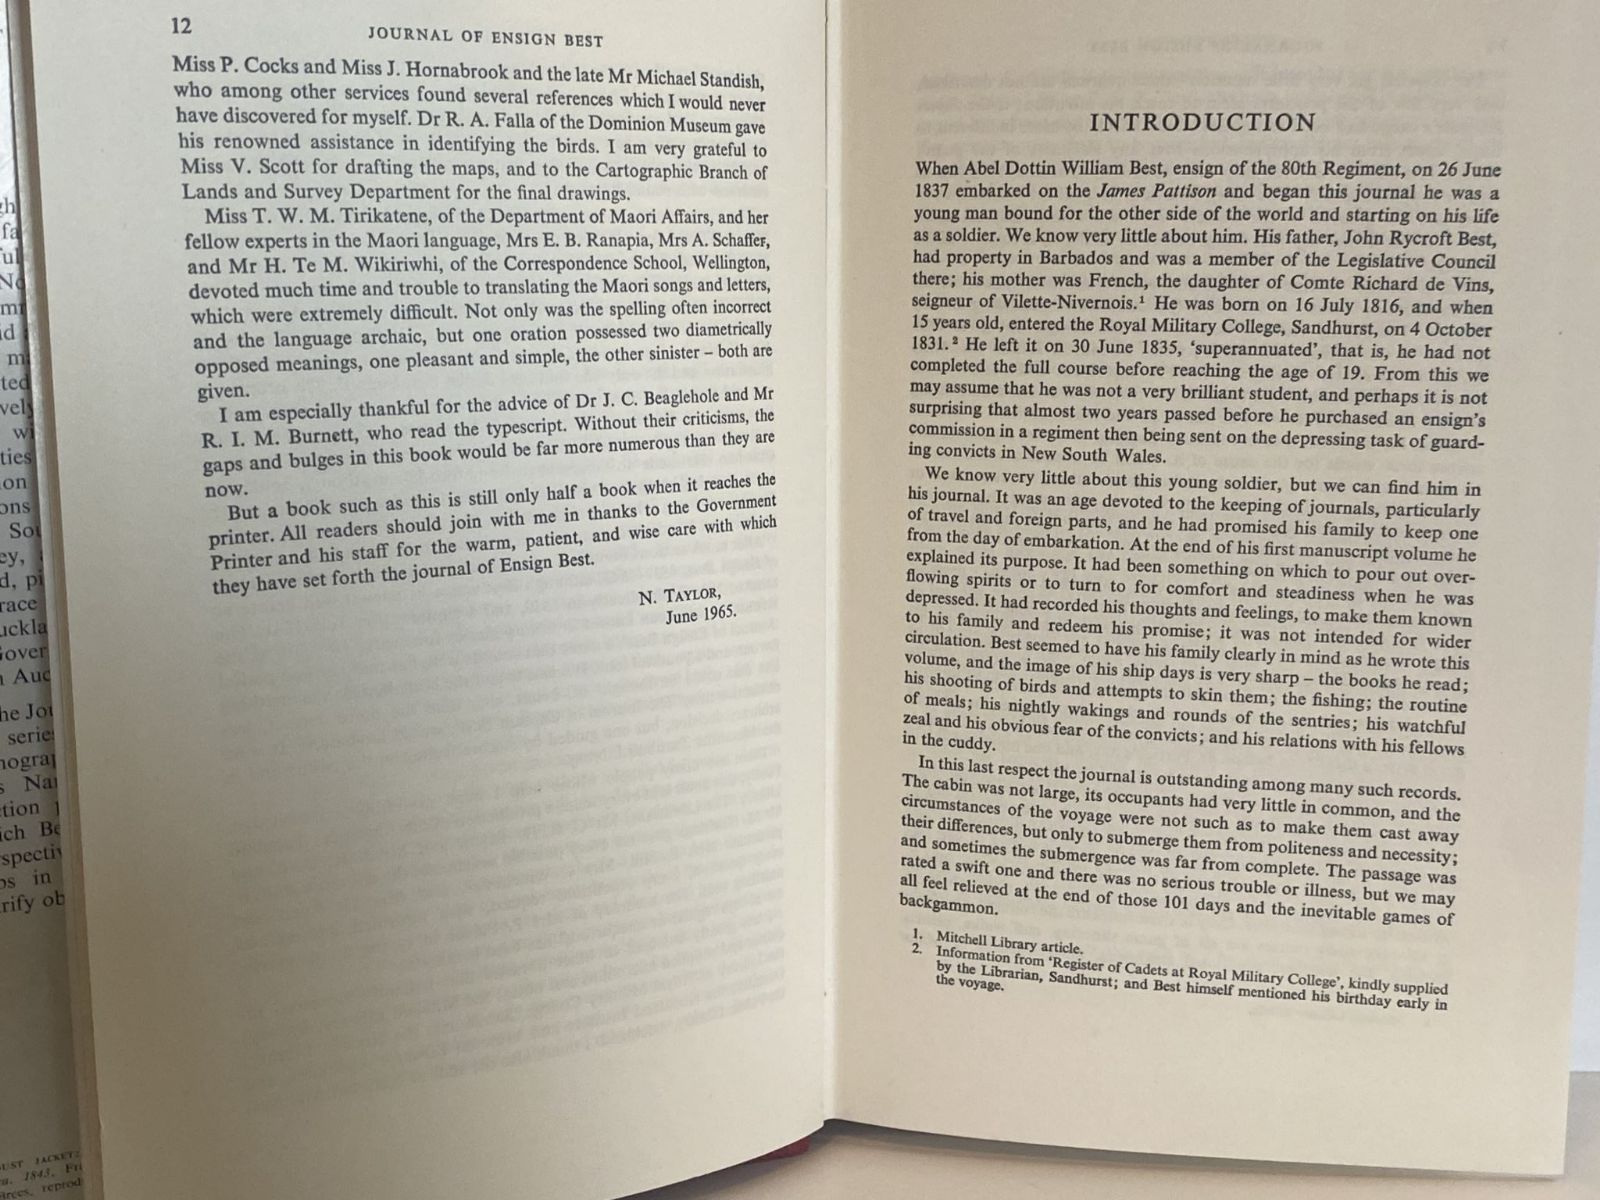 12
JOURNAL OF ENSIGN BEST
Miss P. Cocks and Miss J. Hornabrook and the late Mr Michael Standish,
who among other services found several references which I would never
have discovered for myself. Dr R. A. Falla of the Dominion Museum gave
his renowned assistance in identifying the birds. I am very grateful to
Miss V. Scott for drafting the maps, and to the Cartographic Branch of
Lands and Survey Department for the final drawings.
Miss T. W. M. Tirikatene, of the Department of Maori Affairs, and her
fellow experts in the Maori language, Mrs E. B. Ranapia, Mrs A. Schaffer,
and Mr H. Te M. Wikiriwhi, of the Correspondence School, Wellington,
devoted much time and trouble to translating the Maori songs and letters,
which were extremely difficult. Not only was the spelling often incorrect
and the language archaic, but one oration possessed two diametrically
opposed meanings, one pleasant and simple, the other sinister – both are
given.
I am especially thankful for the advice of Dr J. C. Beaglehole and Mr
R. I. M. Burnett, who read the typescript. Without their criticisms, the
gaps and bulges in this book would be far more numerous than they are
now.
But a book such as this is still only half a book when it reaches the
printer. All readers should join with me in thanks to the Government
Printer and his staff for the warm, patient, and wise care with which
they have set forth the journal of Ensign Best.
N. TAYLOR,
June 1965.
INTRODUCTION
When Abel Dottin William Best, ensign of the 80th Regiment, on 26 June
1837 embarked on the James Pattison and began this journal he was a
young man bound for the other side of the world and starting on his life
as a soldier. We know very little about him. His father, John Rycroft Best,
had property in Barbados and was a member of the Legislative Council
there; his mother was French, the daughter of Comte Richard de Vins,
seigneur of Vilette-Nivernois.¹ He was born on 16 July 1816, and when
15 years old, entered the Royal Military College, Sandhurst, on 4 October
1831.² He left it on 30 June 1835, ‘superannuated’, that is, he had not
completed the full course before reaching the age of 19. From this we
may assume that he was not a very brilliant student, and perhaps it is not
surprising that almost two years passed before he purchased an ensign’s
commission in a regiment then being sent on the depressing task of guard-
ing convicts in New South Wales.
We know very little about this young soldier, but we can find him in
his journal. It was an age devoted to the keeping of journals, particularly
of travel and foreign parts, and he had promised his family to keep one
from the day of embarkation. At the end of his first manuscript volume he
explained its purpose. It had been something on which to pour out over-
flowing spirits or to turn to for comfort and steadiness when he was
depressed. It had recorded his thoughts and feelings, to make them known
to his family and redeem his promise; it was not intended for wider
circulation. Best seemed to have his family clearly in mind as he wrote this
volume, and the image of his ship days is very sharp – the books he read;
his shooting of birds and attempts to skin them; the fishing; the routine
of meals; his nightly wakings and rounds of the sentries; his watchful
zeal and his obvious fear of the convicts; and his relations with his fellows
in the cuddy.
In this last respect the journal is outstanding among many such records.
The cabin was not large, its occupants had very little in common, and the
circumstances of the voyage were not such as to make them cast away
their differences, but only to submerge them from politeness and necessity;
and sometimes the submergence was far from complete. The passage was
rated a swift one and there was no serious trouble or illness, but we may
all feel relieved at the end of those 101 days and the inevitable games of
backgammon.
1. Mitchell Library article.
2. Information from ‘Register of Cadets at Royal Military College’, kindly supplied
by the Librarian, Sandhurst; and Best himself mentioned his birthday early in
the voyage.